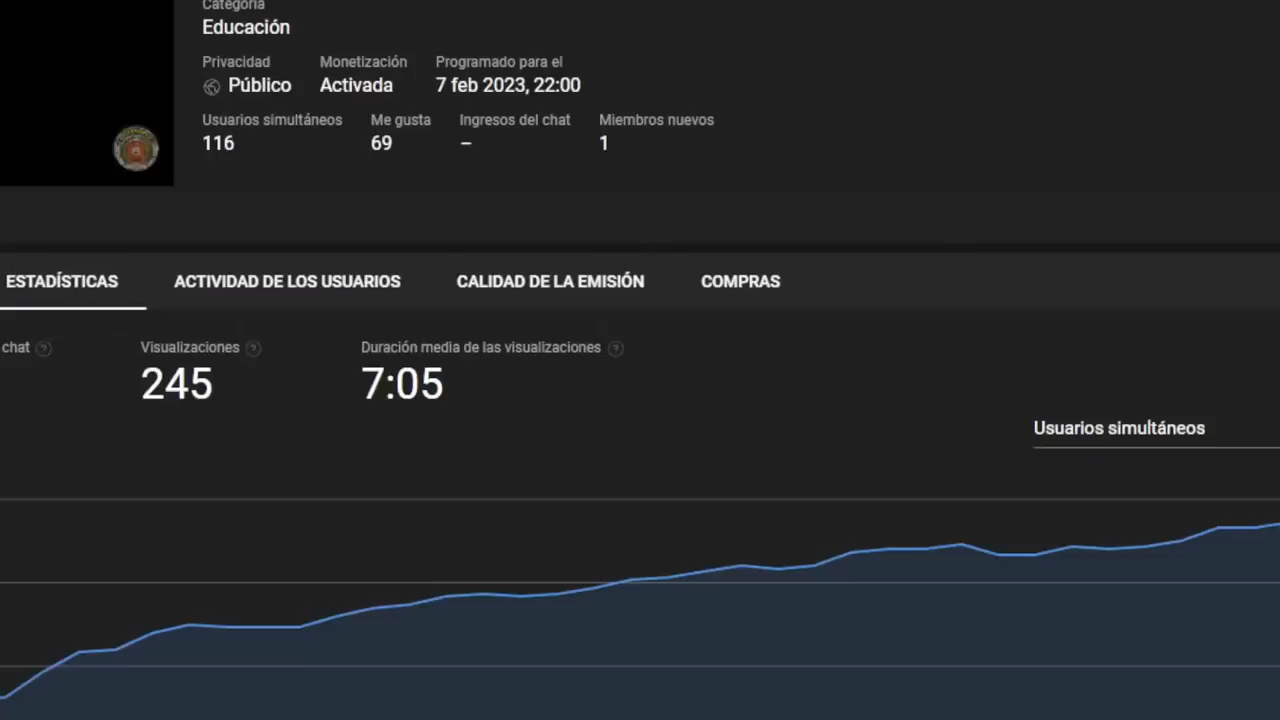 Categoría
Educación
Privacidad Monetización Programado para el
Público Activada 7 feb 2023, 22:00
Usuarios simultáneos Me gusta Ingresos del chat Miembros nuevos
116 69 – 1
ESTADÍSTICAS ACTIVIDAD DE LOS USUARIOS CALIDAD DE LA EMISIÓN COMPRAS
chat ? Visualizaciones ? Duración media de las visualizaciones ?
245 7:05
Usuarios simultáneos